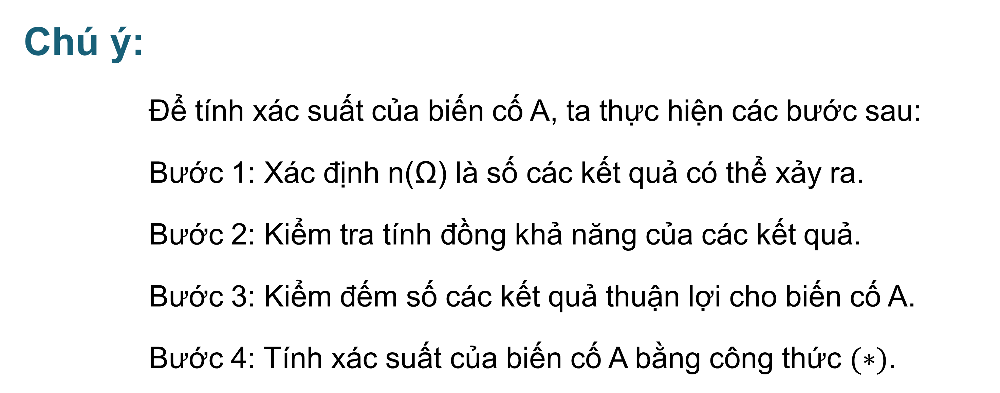 Chú ý:
Để tính xác suất của biến cố A, ta thực hiện các bước sau:
Bước 1: Xác định n(Ω) là số các kết quả có thể xảy ra.
Bước 2: Kiểm tra tính đồng khả năng của các kết quả.
Bước 3: Kiểm đếm số các kết quả thuận lợi cho biến cố A.
Bước 4: Tính xác suất của biến cố A bằng công thức (∗).